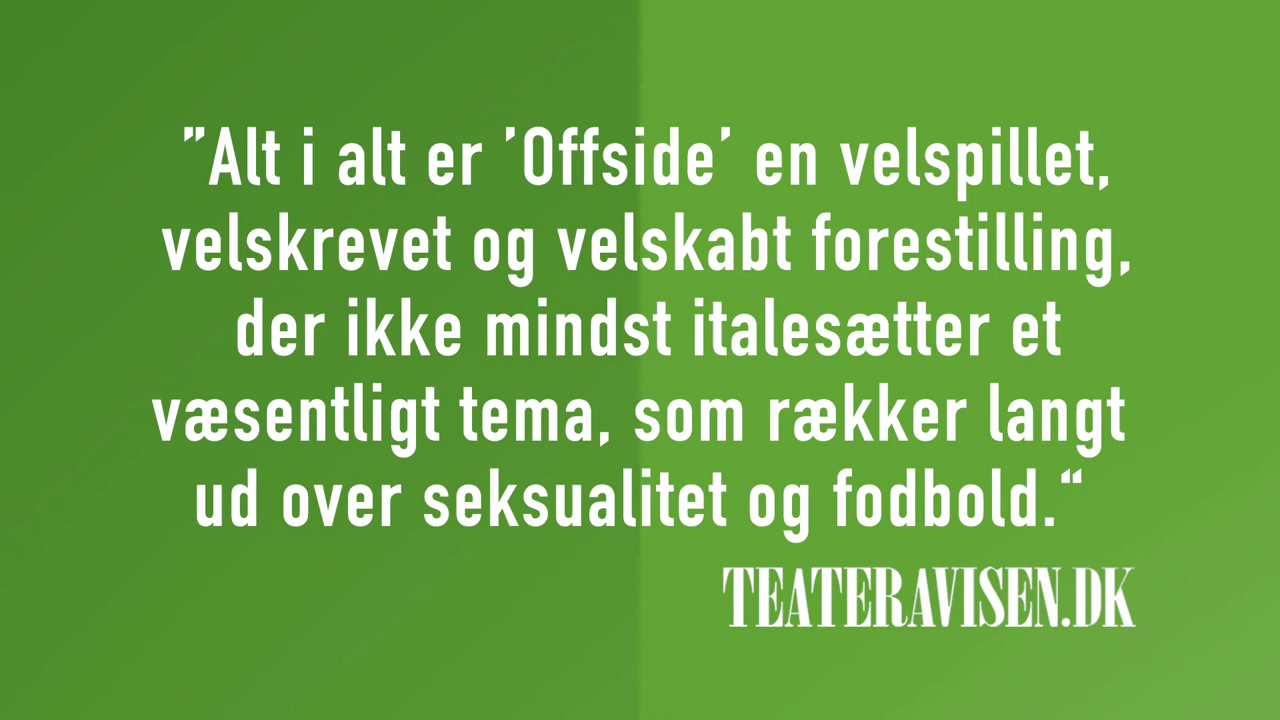 ”Alt i alt er ’Offside’ en velspillet,
velskrevet og velskabt forestilling,
der ikke mindst italesætter et
væsentligt tema, som rækker langt
ud over seksualitet og fodbold.“
TEATERAVISEN.DK